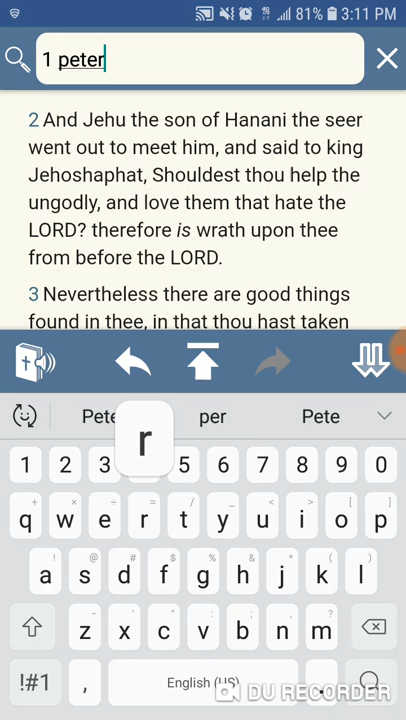 81% 3:11 PM
1 peter
2 And Jehu the son of Hanani the seer
went out to meet him, and said to king
Jehoshaphat, Shouldest thou help the
ungodly, and love them that hate the
LORD? therefore is wrath upon thee
from before the LORD.
3 Nevertheless there are good things
found in thee, in that thou hast taken
Pete per Pete
r
1 2 3 5 6 7 8 9 0
+ × ÷ = / _ < > [ ]
q w e r t y u i o p
! @ # $ % & * ( )
a s d f g h j k l
- ' " : ; , ?
z x c v b n m
!#1 , English (US) .
DU RECORDER